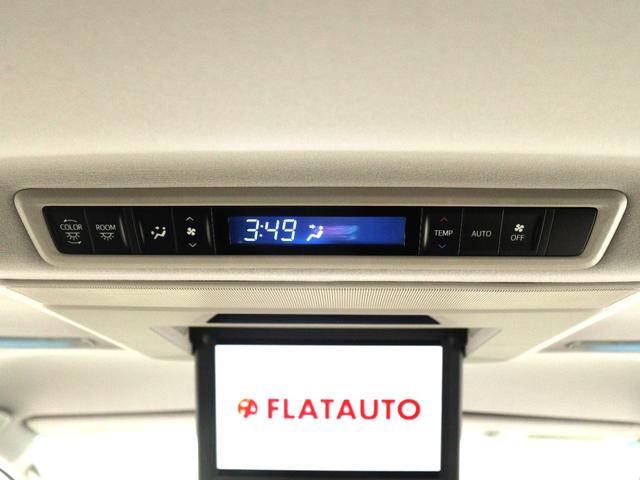 COLOR ROOM 3:49 TEMP AUTO OFF
FLATAUTO